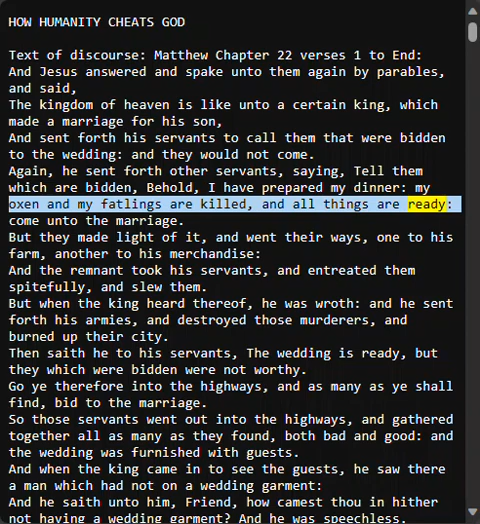 HOW HUMANITY CHEATS GOD
Text of discourse: Matthew Chapter 22 verses 1 to End:
And Jesus answered and spake unto them again by parables,
and said,
The kingdom of heaven is like unto a certain king, which
made a marriage for his son,
And sent forth his servants to call them that were bidden
to the wedding: and they would not come.
Again, he sent forth other servants, saying, Tell them
which are bidden, Behold, I have prepared my dinner: my
oxen and my fatlings are killed, and all things are ready:
come unto the marriage.
But they made light of it, and went their ways, one to his
farm, another to his merchandise:
And the remnant took his servants, and entreated them
spitefully, and slew them.
But when the king heard thereof, he was wroth: and he sent
forth his armies, and destroyed those murderers, and
burned up their city.
Then saith he to his servants, The wedding is ready, but
they which were bidden were not worthy.
Go ye therefore into the highways, and as many as ye shall
find, bid to the marriage.
So those servants went out into the highways, and gathered
together all as many as they found, both bad and good: and
the wedding was furnished with guests.
And when the king came in to see the guests, he saw there
a man which had not on a wedding garment:
And he saith unto him, Friend, how camest thou in hither
not having a wedding garment? And he was speechless.